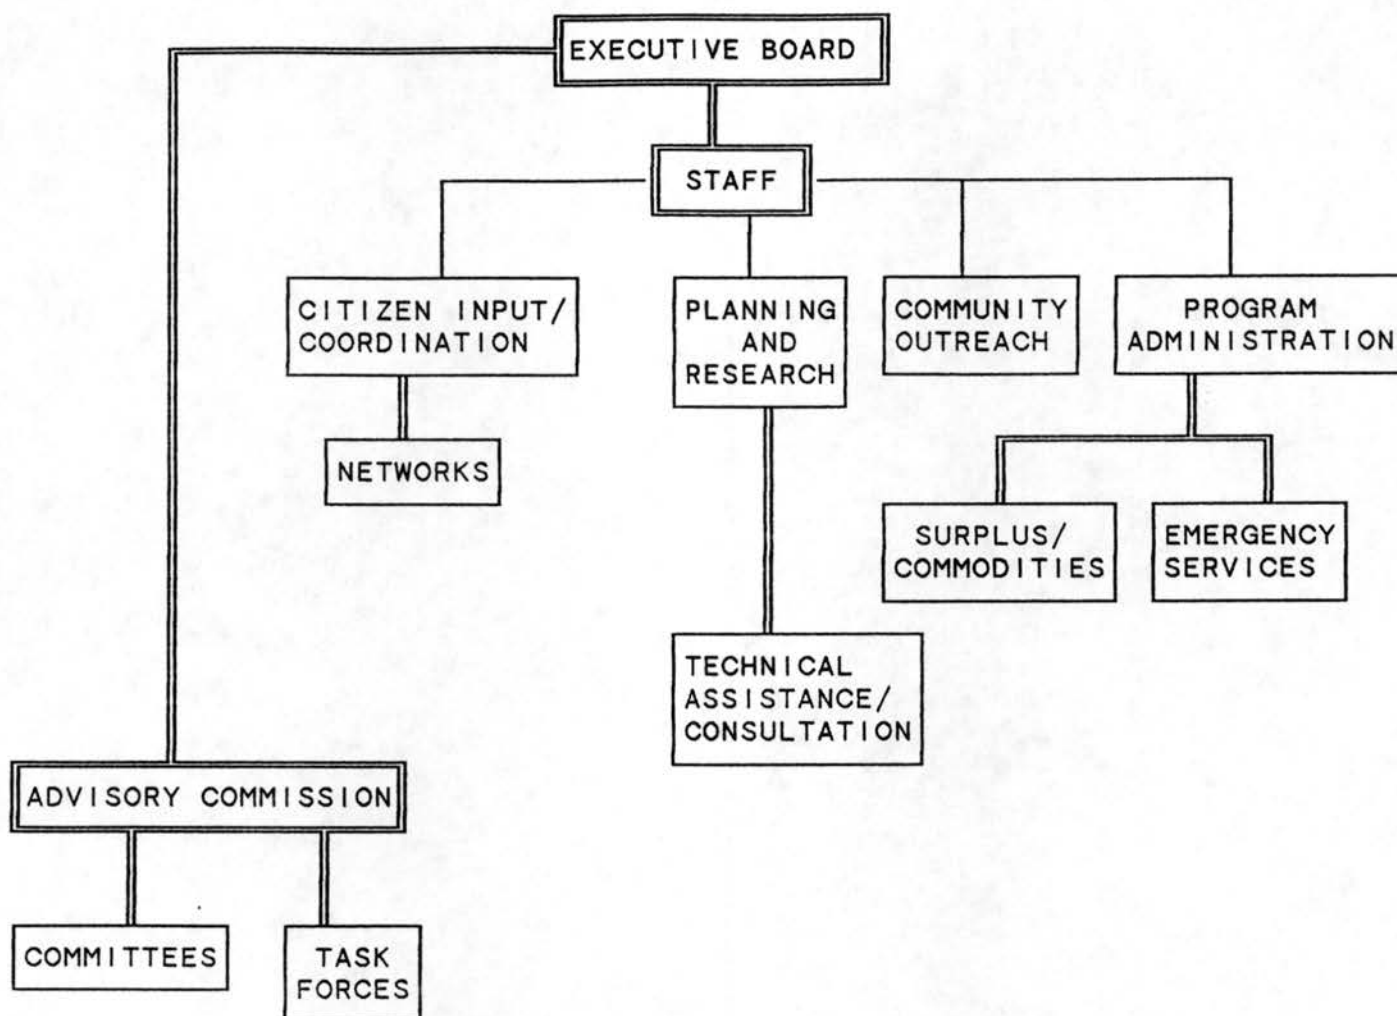 EXECUTIVE BOARD
STAFF
CITIZEN INPUT/
COORDINATION
PLANNING
AND
RESEARCH
COMMUNITY
OUTREACH
PROGRAM
ADMINISTRATION
NETWORKS
SURPLUS/
COMMODITIES
EMERGENCY
SERVICES
TECHNICAL
ASSISTANCE/
CONSULTATION
ADVISORY COMMISSION
COMMITTEES
TASK
FORCES